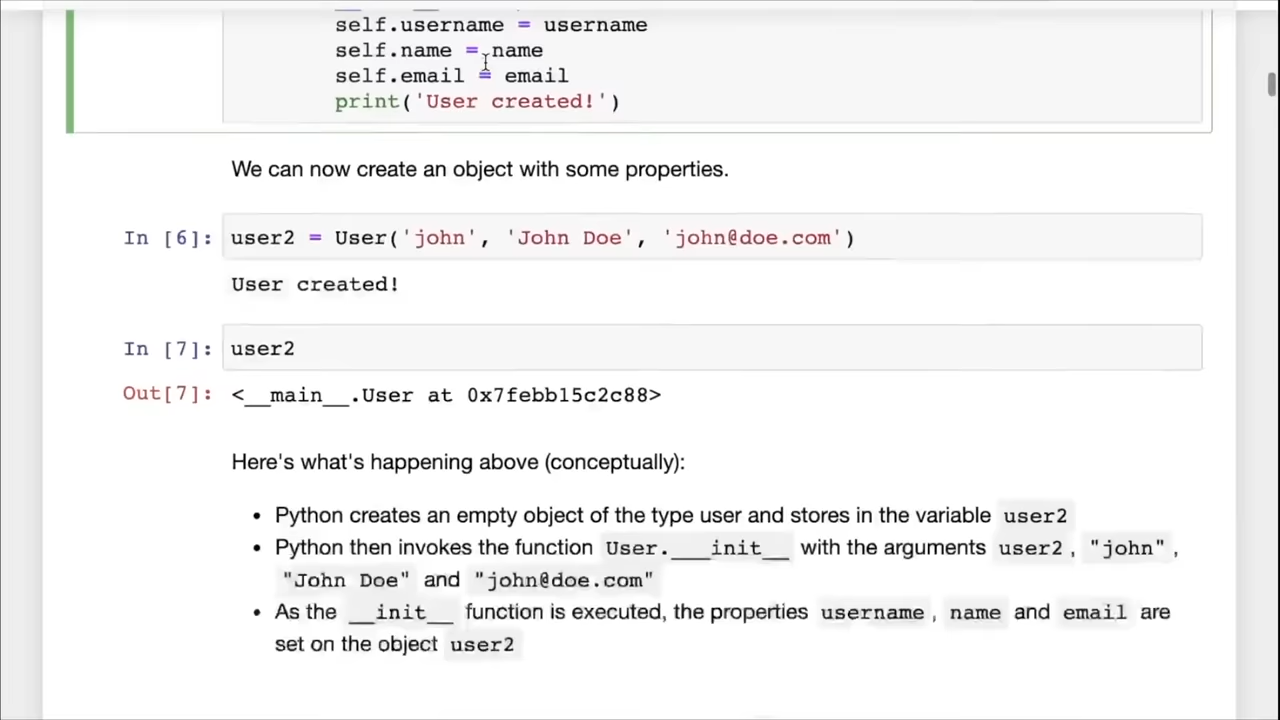 self.username = username
self.name = name
self.email = email
print('User created!')
We can now create an object with some properties.
In [6]: user2 = User('john', 'John Doe', 'john@doe.com')
User created!
In [7]: user2
Out[7]: <__main__.User at 0x7febb15c2c88>
Here's what's happening above (conceptually):
• Python creates an empty object of the type user and stores in the variable user2
• Python then invokes the function User.___init__ with the arguments user2, "john",
"John Doe" and "john@doe.com"
• As the __init__ function is executed, the properties username, name and email are
set on the object user2